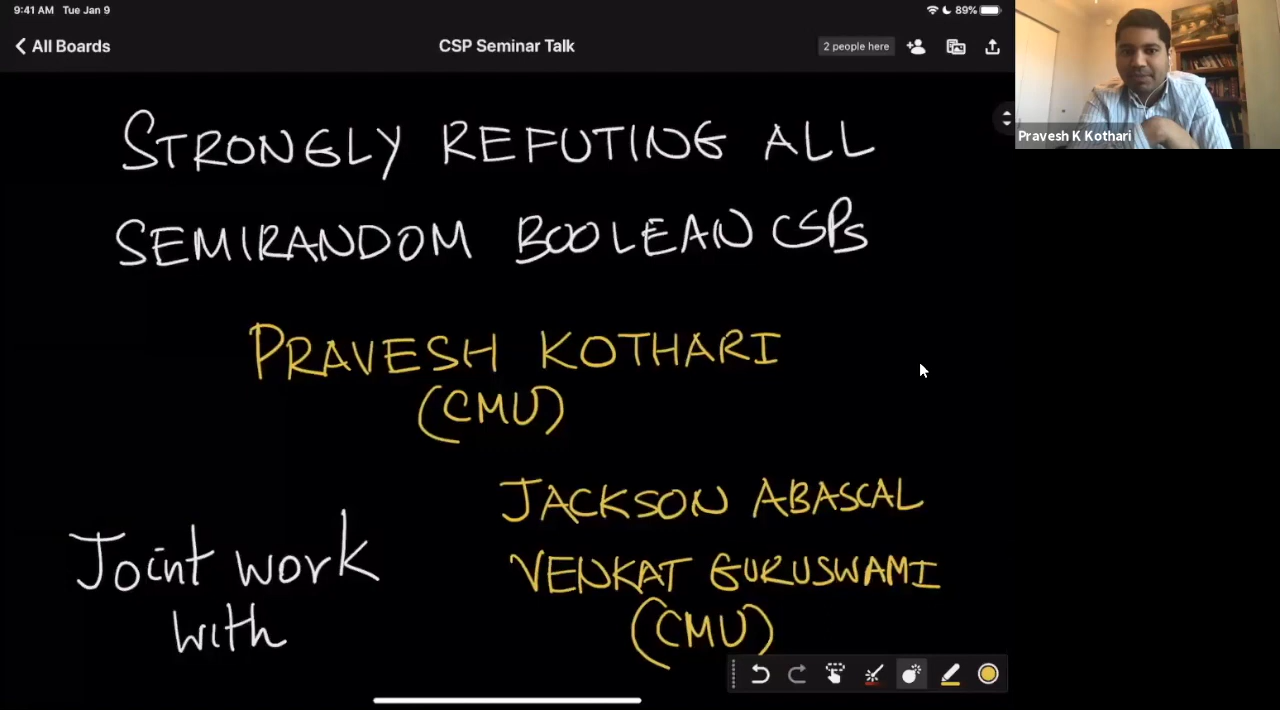 9:41 AM Tue Jan 9
89%
All Boards
CSP Seminar Talk
2 people here
Pravesh K Kothari
STRONGLY REFUTING ALL
SEMIRANDOM BOOLEAN CSPs
PRAVESH KOTHARI
(CMU)
Joint work
with
JACKSON ABASCAL
VENKAT GURUSWAMI
(CMU)